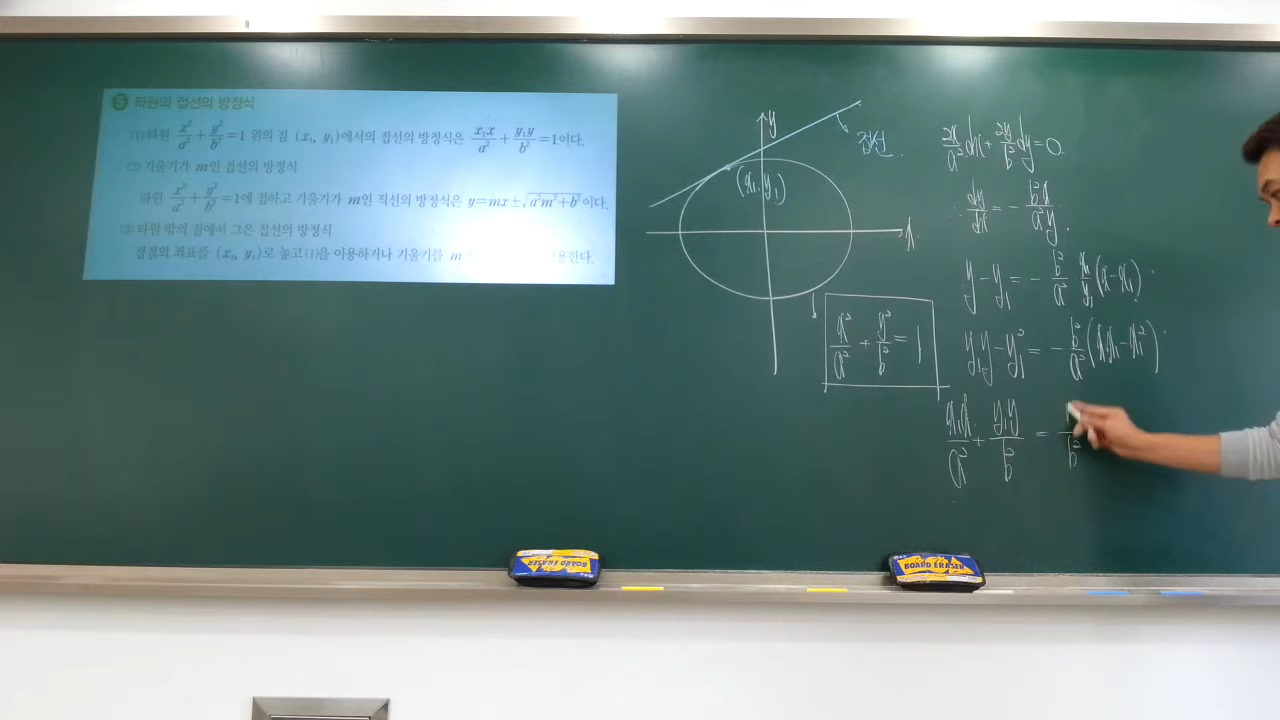 5 타원의 접선의 방정식
(1) 타원 x²/a² + y²/b² = 1 위의 점 (x₁, y₁)에서의 접선의 방정식은 x₁x/a² + y₁y/b² = 1이다.
(2) 기울기가 m인 접선의 방정식
타원 x²/a² + y²/b² = 1에 접하고 기울기가 m인 직선의 방정식은 y = mx ± √(a²m² + b²)이다.
(3) 타원 밖의 점에서 그은 접선의 방정식
접점의 좌표를 (x₁, y₁)로 놓고 (1)을 이용하거나 기울기를 m 용한다.
y
접선.
(x₁, y₁)
x
x²/a² + y²/b² = 1
2x/a² dx + 2y/b² dy = 0
∴ dy/dx = - b²x/a²y.
y - y₁ = - b²/a² · x₁/y₁ (x - x₁)
y₁y - y₁² = - b²/a² (x x₁ - x₁²)
x₁x/a² + y₁y/b² = /b²
BOARD ERASER
BOARD ERASER